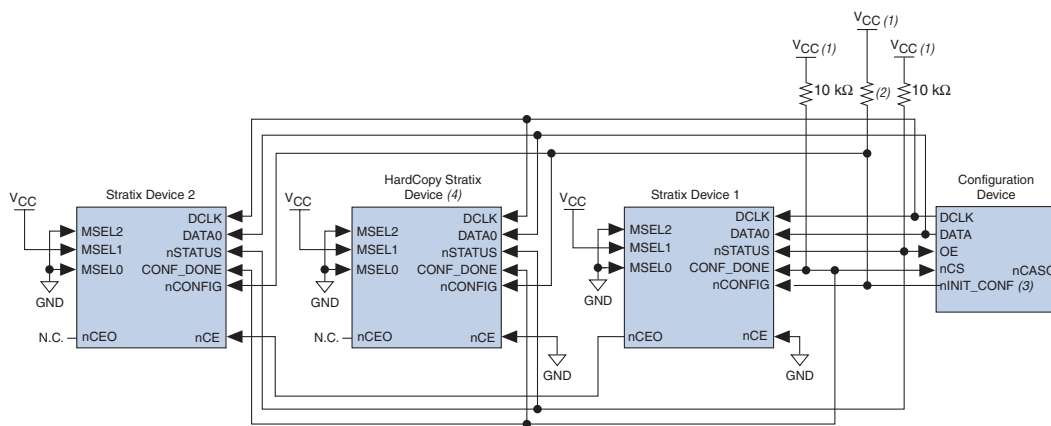 VCC (1)
VCC (1)
VCC (1)
10 kΩ
(2)
10 kΩ
VCC
Stratix Device 2
DCLK
DATA0
nSTATUS
CONF_DONE
nCONFIG
MSEL2
MSEL1
MSEL0
GND
N.C.
nCEO
nCE
VCC
HardCopy Stratix
Device (4)
DCLK
DATA0
nSTATUS
CONF_DONE
nCONFIG
MSEL2
MSEL1
MSEL0
GND
N.C.
nCEO
nCE
GND
VCC
Stratix Device 1
DCLK
DATA0
nSTATUS
CONF_DONE
nCONFIG
MSEL2
MSEL1
MSEL0
GND
nCEO
nCE
GND
Configuration
Device
DCLK
DATA
OE
nCS
nCASC
nINIT_CONF (3)